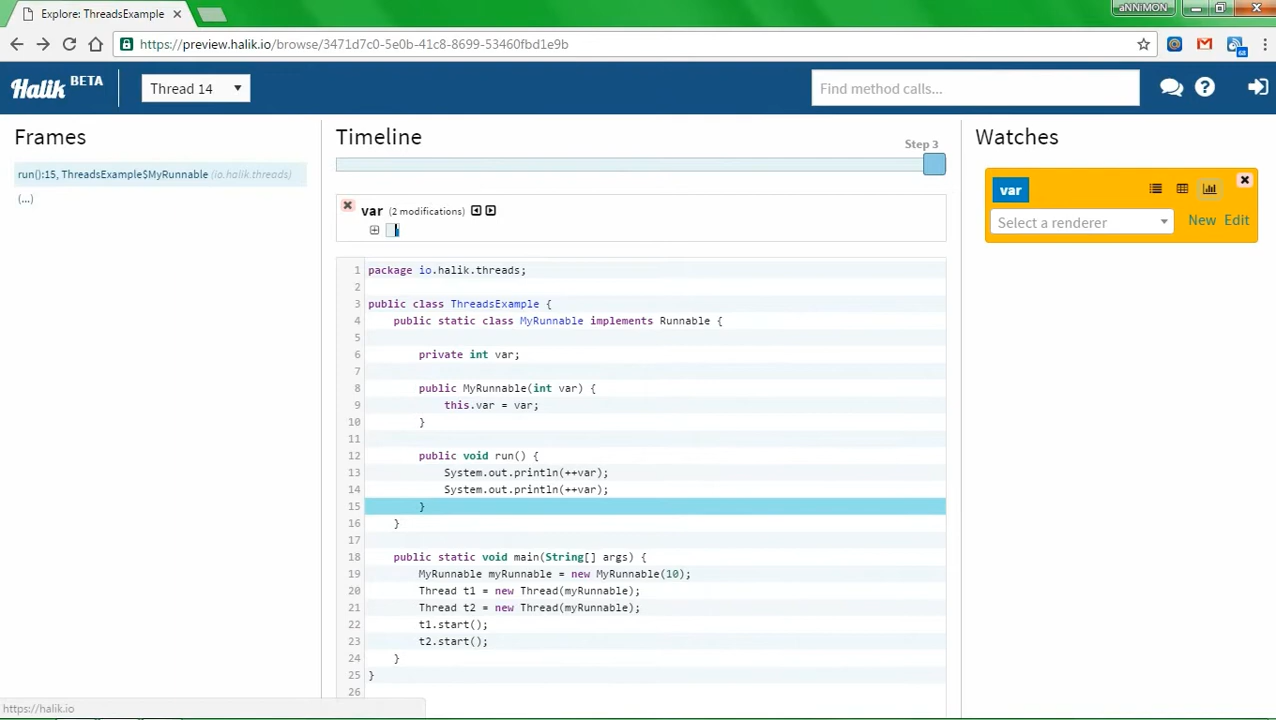 Explore: ThreadsExample
aNNiMON
https://preview.halik.io/browse/3471d7c0-5e0b-41c8-8699-53460fbd1e9b
68
Halik BETA
Thread 14
Find method calls...
Frames
run():15, ThreadsExample$MyRunnable (io.halik.threads)
(...)
Timeline
Step 3
var (2 modifications)
1 package io.halik.threads;
2
3 public class ThreadsExample {
4 public static class MyRunnable implements Runnable {
5
6 private int var;
7
8 public MyRunnable(int var) {
9 this.var = var;
10 }
11
12 public void run() {
13 System.out.println(++var);
14 System.out.println(++var);
15 }
16 }
17
18 public static void main(String[] args) {
19 MyRunnable myRunnable = new MyRunnable(10);
20 Thread t1 = new Thread(myRunnable);
21 Thread t2 = new Thread(myRunnable);
22 t1.start();
23 t2.start();
24 }
25 }
26
Watches
var
Select a renderer
New Edit
https://halik.io